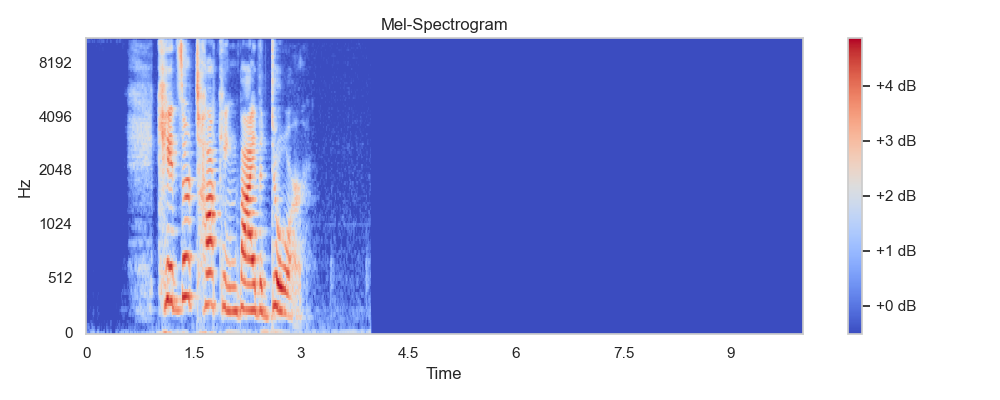 Mel-Spectrogram
8192
4096
2048
1024
512
0
Hz
0 1.5 3 4.5 6 7.5 9
Time
+4 dB
+3 dB
+2 dB
+1 dB
+0 dB